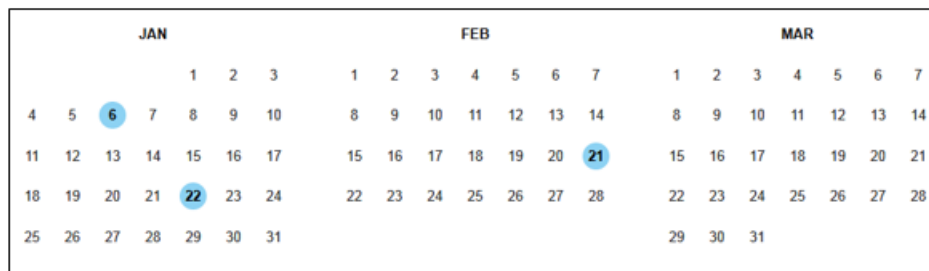 JAN FEB MAR
1 2 3 1 2 3 4 5 6 7 1 2 3 4 5 6 7
4 5 6 7 8 9 10 8 9 10 11 12 13 14 8 9 10 11 12 13 14
11 12 13 14 15 16 17 15 16 17 18 19 20 21 15 16 17 18 19 20 21
18 19 20 21 22 23 24 22 23 24 25 26 27 28 22 23 24 25 26 27 28
25 26 27 28 29 30 31 29 30 31